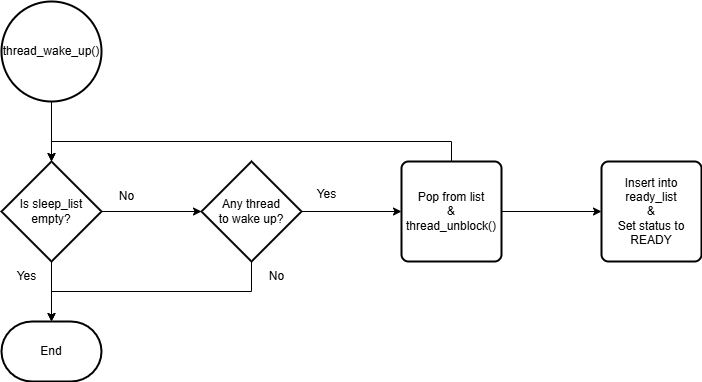 thread_wake_up()
Is sleep_list
empty?
No
Any thread
to wake up?
Yes
Pop from list
&
thread_unblock()
Insert into
ready_list
&
Set status to
READY
Yes
No
End